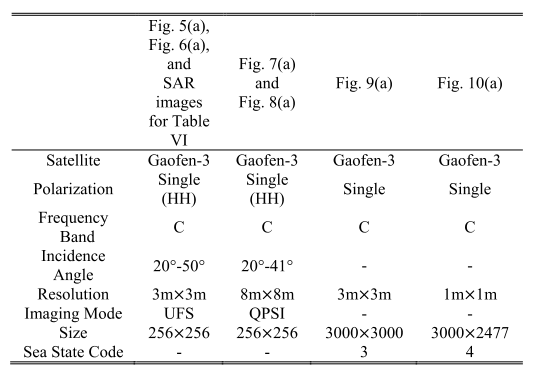 Fig. 5(a),
Fig. 6(a),
and
SAR
images
for Table
VI
Fig. 7(a)
and
Fig. 8(a)
Fig. 9(a)
Fig. 10(a)
Satellite Gaofen-3 Gaofen-3 Gaofen-3 Gaofen-3
Polarization Single (HH) Single (HH) Single Single
Frequency Band C C C C
Incidence Angle 20°-50° 20°-41° - -
Resolution 3m×3m 8m×8m 3m×3m 1m×1m
Imaging Mode UFS QPSI - -
Size 256×256 256×256 3000×3000 3000×2477
Sea State Code - - 3 4